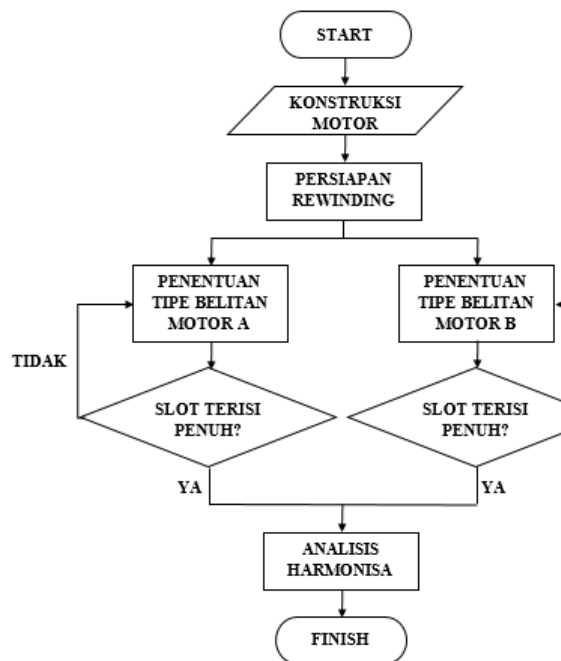 START
KONSTRUKSI
MOTOR
PERSIAPAN
REWINDING
PENENTUAN
TIPE BELITAN
MOTOR A
PENENTUAN
TIPE BELITAN
MOTOR B
TIDAK
SLOT TERISI
PENUH?
SLOT TERISI
PENUH?
YA
YA
ANALISIS
HARMONISA
FINISH